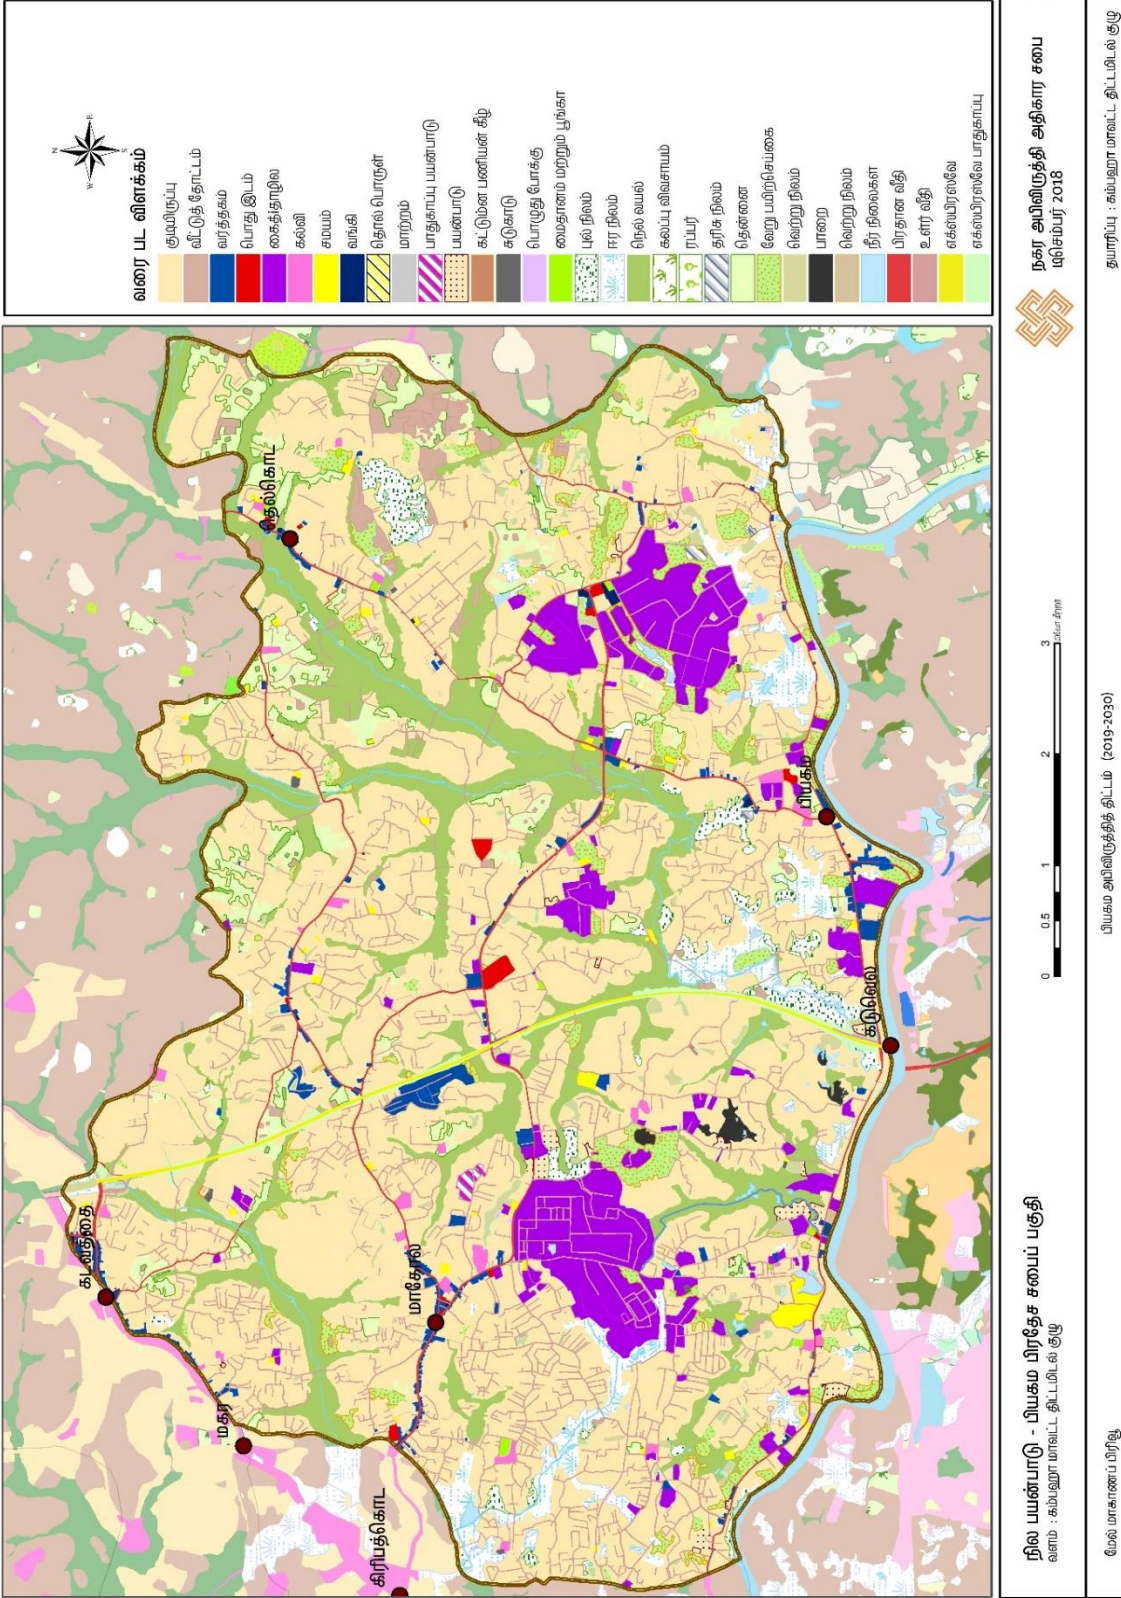 வரை பட விளக்கம்
N
W
E
S
குடியிருப்பு
வீட்டுத் தோட்டம்
வர்த்தகம்
பொது இடம்
கைத்தொழில்
கல்வி
சமயம்
வங்கி
தொல் பொருள்
மாற்றம்
பாதுகாப்பு பயன்பாடு
பயன்பாடு
கட்டுமான பணியின் கீழ்
சுடுகாடு
பொழுது போக்கு
மைதானம் மற்றும் பூங்கா
புல் நிலம்
ஈர நிலம்
நெல் வயல்
கலப்பு விவசாயம்
ரப்பர்
தரிசு நிலம்
தென்னை
வேறு பயிற்செய்கை
வெற்று நிலம்
பாறை
வெற்று நிலம்
நீர் நிலைகள்
பிரதான வீதி
உளர் வீதி
எக்ஸ்பிரஸ்வே
எக்ஸ்பிரஸ்வே பாதுகாப்பு
தெல்கொட
கடவத்தை
மகர
மாகோல
கிரிபத்கொட
பியகம
கடுவெல
நில பயன்பாடு - பியகம பிரதேச சபைப் பகுதி
வளம் : கம்பஹா மாவட்ட திட்டமிடல் குழு
0 0.5 1 2 3
நகர அபிவிருத்தி அதிகார சபை
டிசெம்பர் 2018
மேல் மாகாணப் பிரிவு
பியகம அபிவிருத்தித் திட்டம் (2019-2030)
தயாரிப்பு : கம்பஹா மாவட்ட திட்டமிடல் குழு